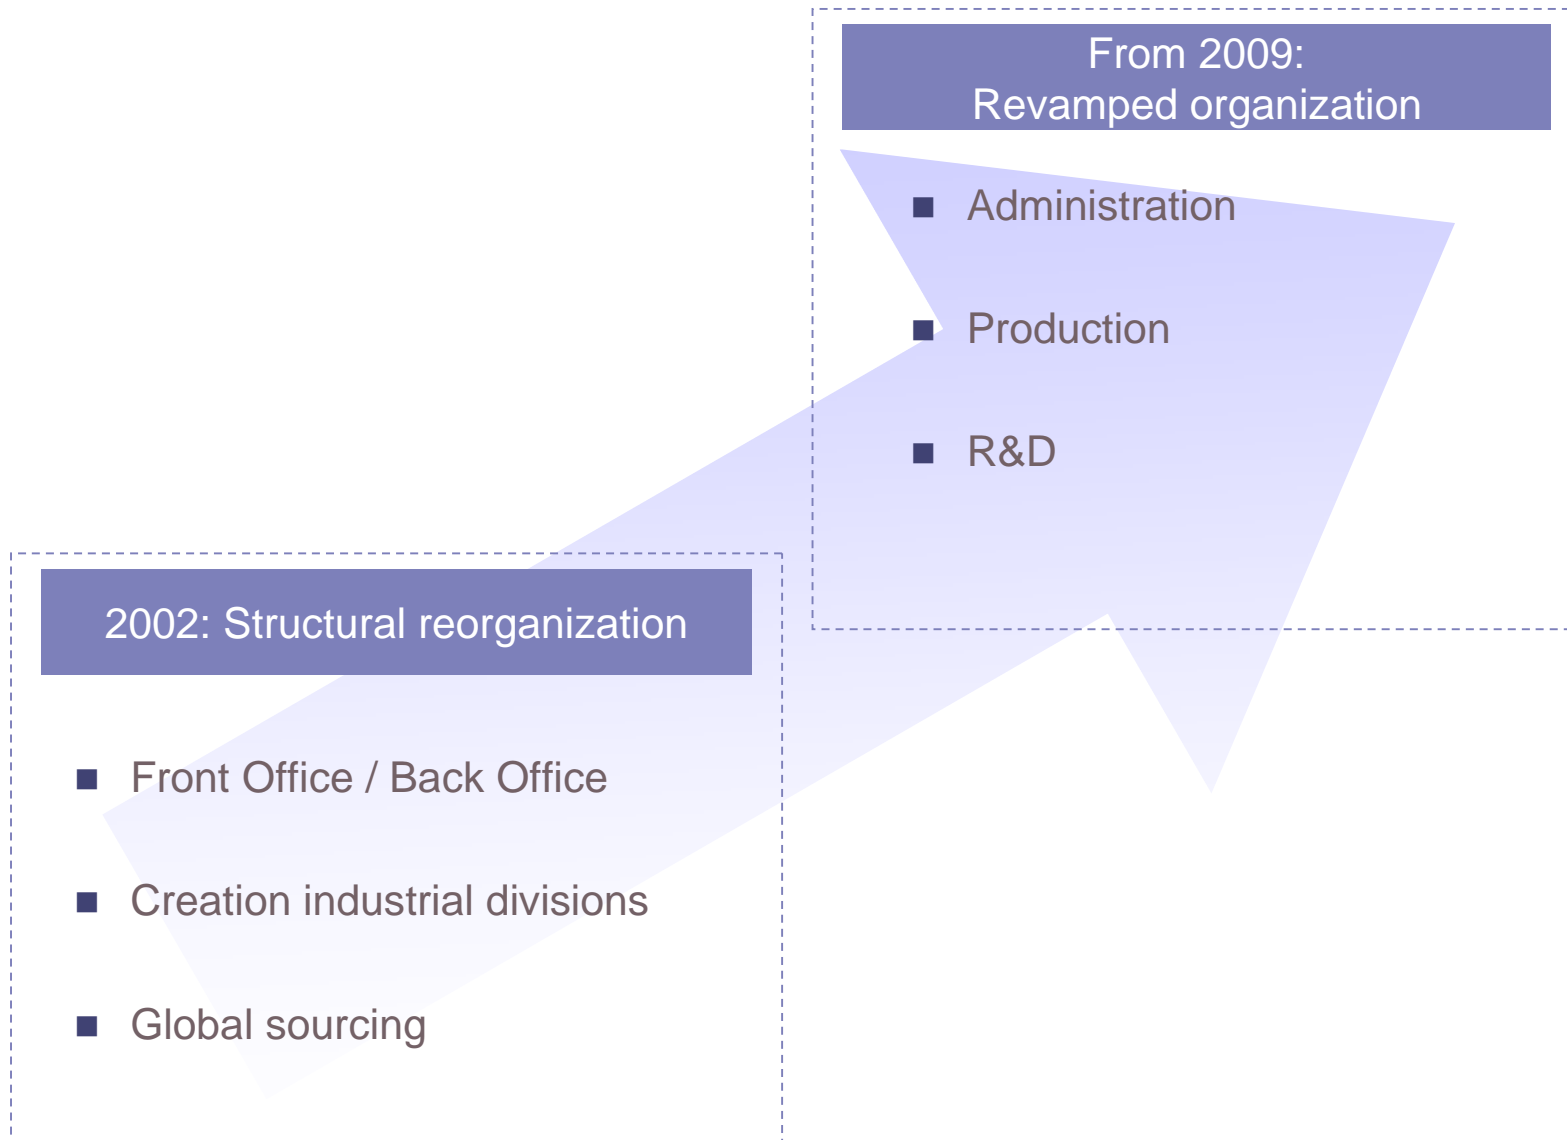 From 2009:
Revamped organization
Administration
Production
R&D
2002: Structural reorganization
Front Office / Back Office
Creation industrial divisions
Global sourcing